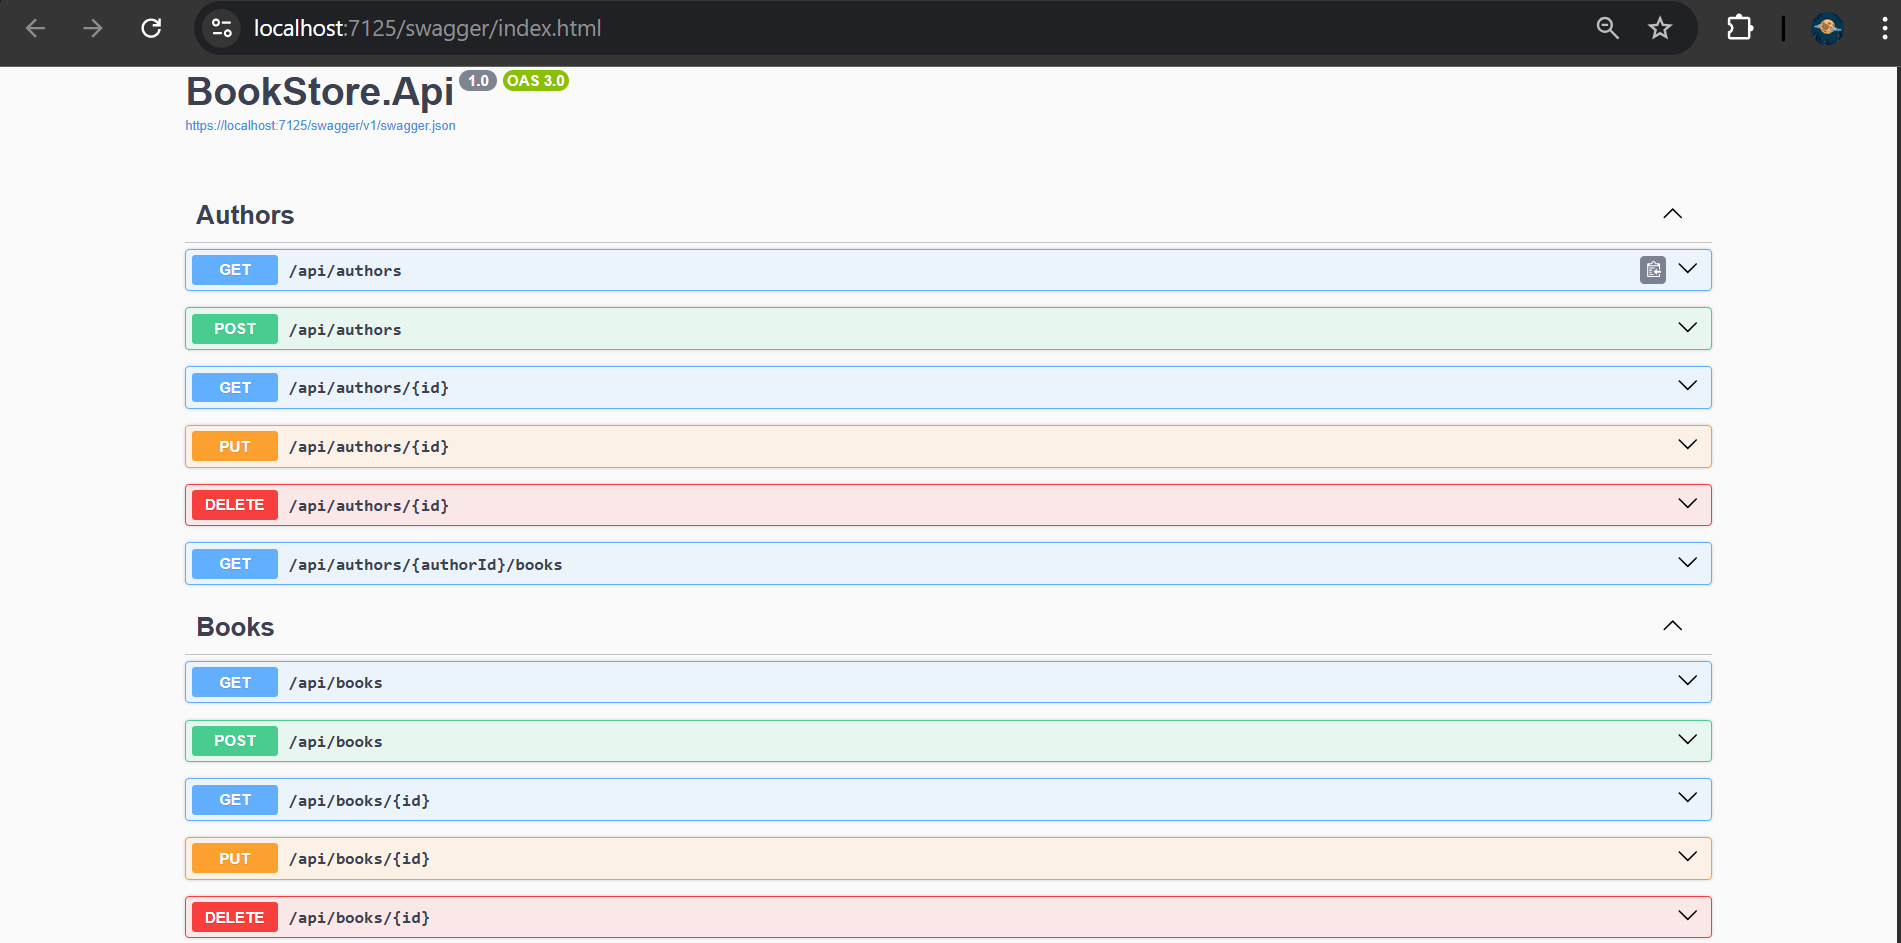 localhost:7125/swagger/index.html
BookStore.Api 1.0 OAS 3.0
https://localhost:7125/swagger/v1/swagger.json
Authors
GET /api/authors
POST /api/authors
GET /api/authors/{id}
PUT /api/authors/{id}
DELETE /api/authors/{id}
GET /api/authors/{authorId}/books
Books
GET /api/books
POST /api/books
GET /api/books/{id}
PUT /api/books/{id}
DELETE /api/books/{id}